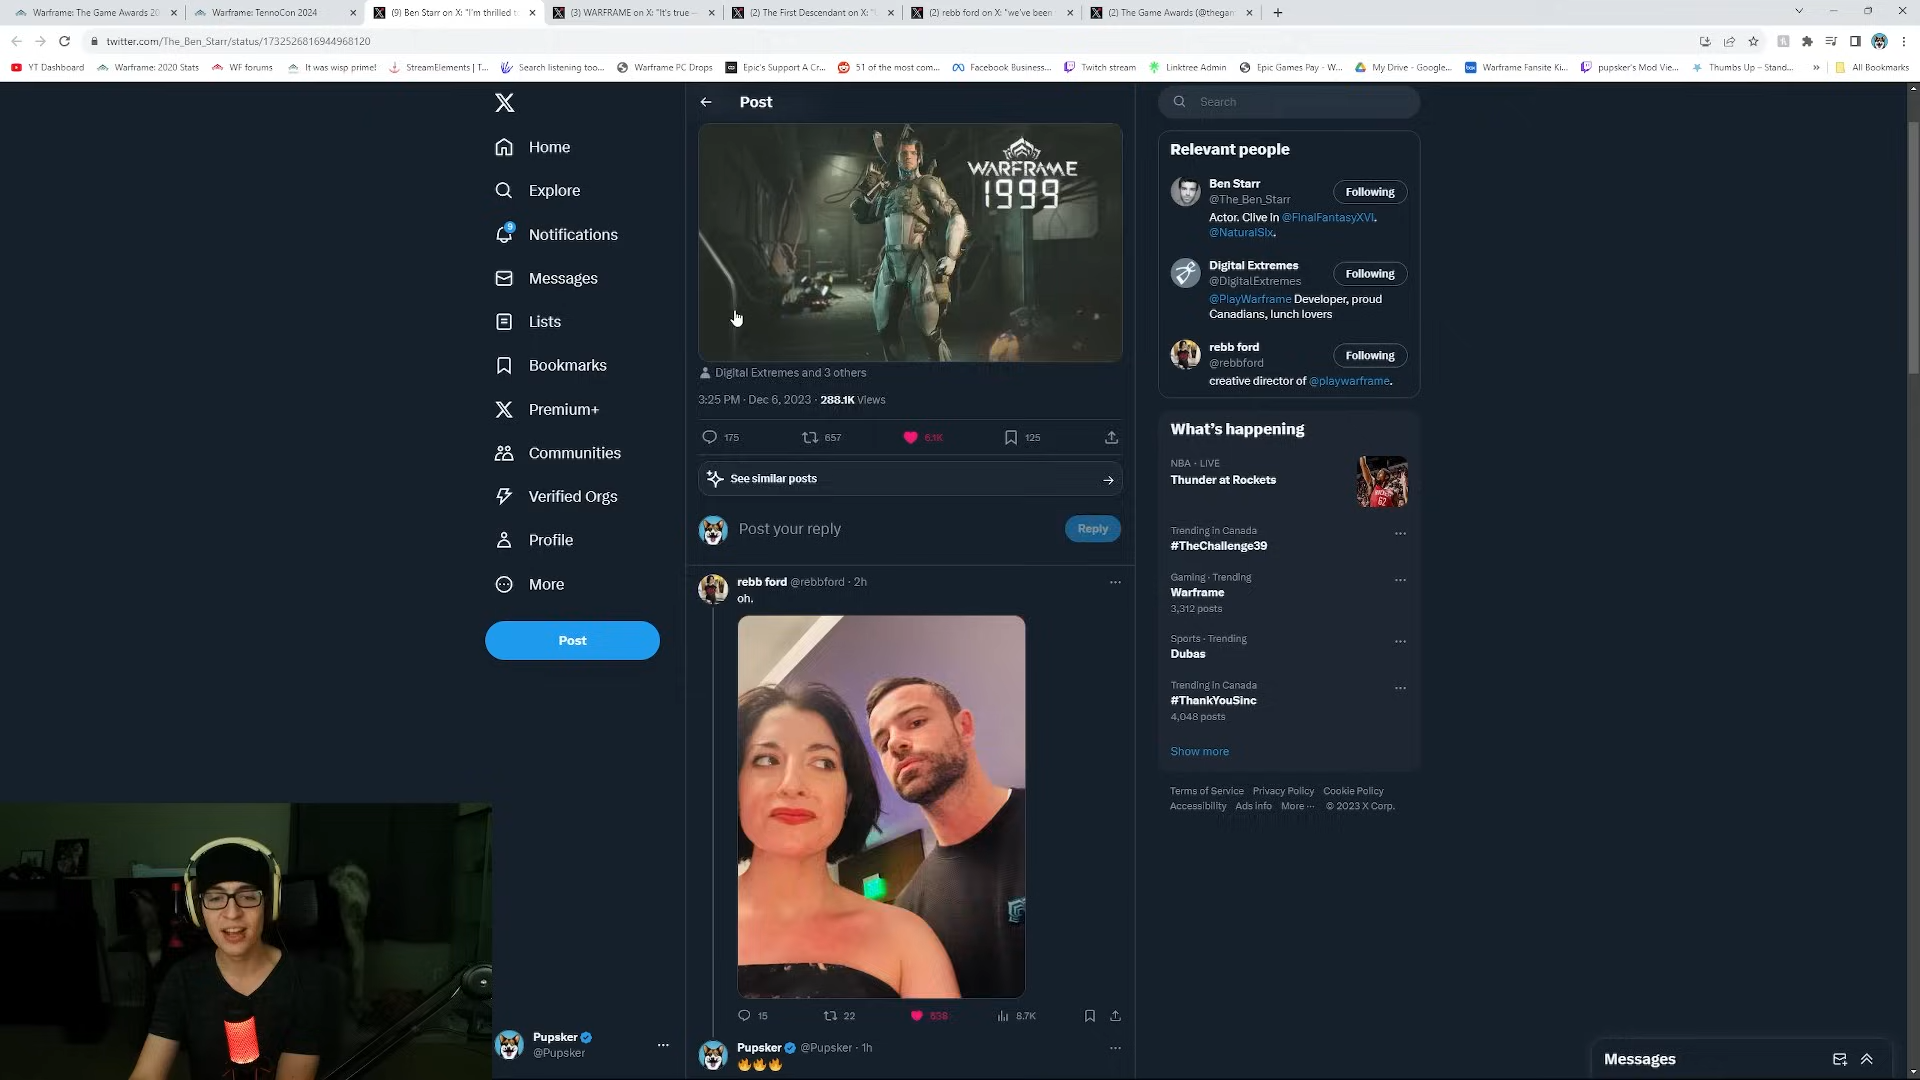 Warframe: The Game Awards 20
Warframe: TennoCon 2024
(9) Ben Starr on X: "I'm thrilled t
(3) WARFRAME on X: "It's true —
(2) The First Descendant on X: "
(2) rebb ford on X: "we've been
(2) The Game Awards (@thegam
twitter.com/The_Ben_Starr/status/1732526816944968120
YT Dashboard
Warframe: 2020 Stats
WF forums
It was wisp prime!
StreamElements | T...
Search listening too...
Warframe PC Drops
Epic's Support A Cr...
51 of the most com...
Facebook Business...
Twitch stream
Linktree Admin
Epic Games Pay - W...
My Drive - Google...
Warframe Fansite Ki...
pupsker's Mod Vie...
Thumbs Up – Stand...
»
All Bookmarks
Home
Explore
9
Notifications
Messages
Lists
Bookmarks
Premium+
Communities
Verified Orgs
Profile
More
Post
Pupsker
@Pupsker
Post
WARFRAME
1999
Digital Extremes and 3 others
3:25 PM · Dec 6, 2023 · 288.1K Views
175
657
6.1K
125
See similar posts
Post your reply
Reply
rebb ford @rebbford · 2h
oh.
15
22
838
8.7K
Pupsker @Pupsker · 1h
🔥🔥🔥
Search
Relevant people
Ben Starr
@The_Ben_Starr
Following
Actor. Clive in @FinalFantasyXVI.
@NaturalSix.
Digital Extremes
@DigitalExtremes
Following
@PlayWarframe Developer, proud
Canadians, lunch lovers
rebb ford
@rebbford
Following
creative director of @playwarframe.
What's happening
NBA · LIVE
Thunder at Rockets
Trending in Canada
#TheChallenge39
Gaming · Trending
Warframe
3,312 posts
Sports · Trending
Dubas
Trending in Canada
#ThankYouSinc
4,048 posts
Show more
Terms of Service Privacy Policy Cookie Policy
Accessibility Ads info More ··· © 2023 X Corp.
Messages